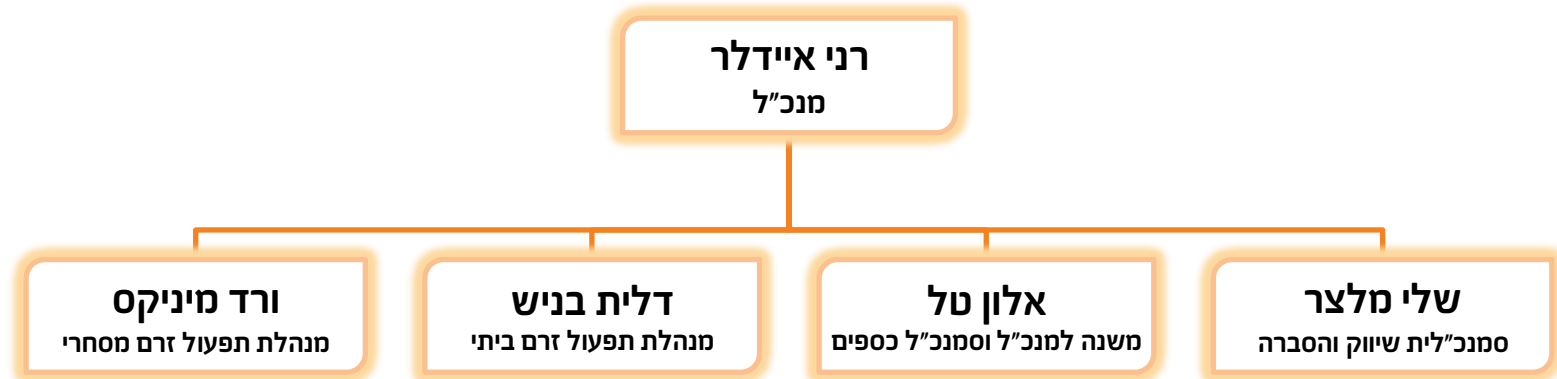 רני איידלר
מנכ"ל
שלי מלצר
סמנכ"לית שיווק והסברה
אלון טל
משנה למנכ"ל וסמנכ"ל כספים
דלית בניש
מנהלת תפעול זרם ביתי
ורד מיניקס
מנהלת תפעול זרם מסחרי